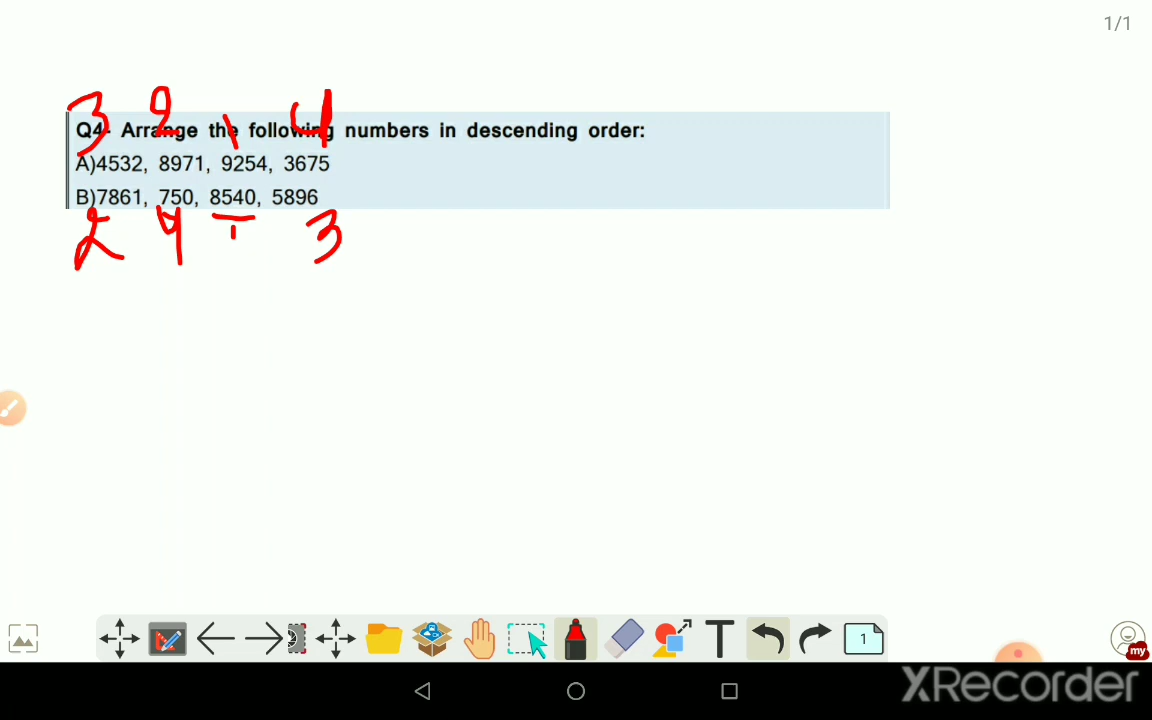 1/1
3 2 1 4
Q4- Arrange the following numbers in descending order:
A)4532, 8971, 9254, 3675
B)7861, 750, 8540, 5896
2 4 1 3
T 1 my
XRecorder